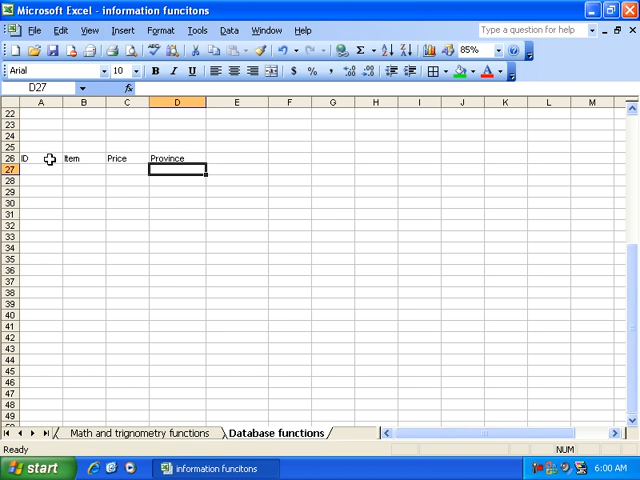 Microsoft Excel - information funcitons
File Edit View Insert Format Tools Data Window Help Type a question for help
Σ 85%
Arial 10 B I U $ % , A
D27 fx
A B C D E F G H I J K L M
22
23
24
25
26 ID Item Price Province
27
28
29
30
31
32
33
34
35
36
37
38
39
40
41
42
43
44
45
46
47
48
49
Math and trignometry functions Database functions
Ready NUM
start information funcitons 6:00 AM